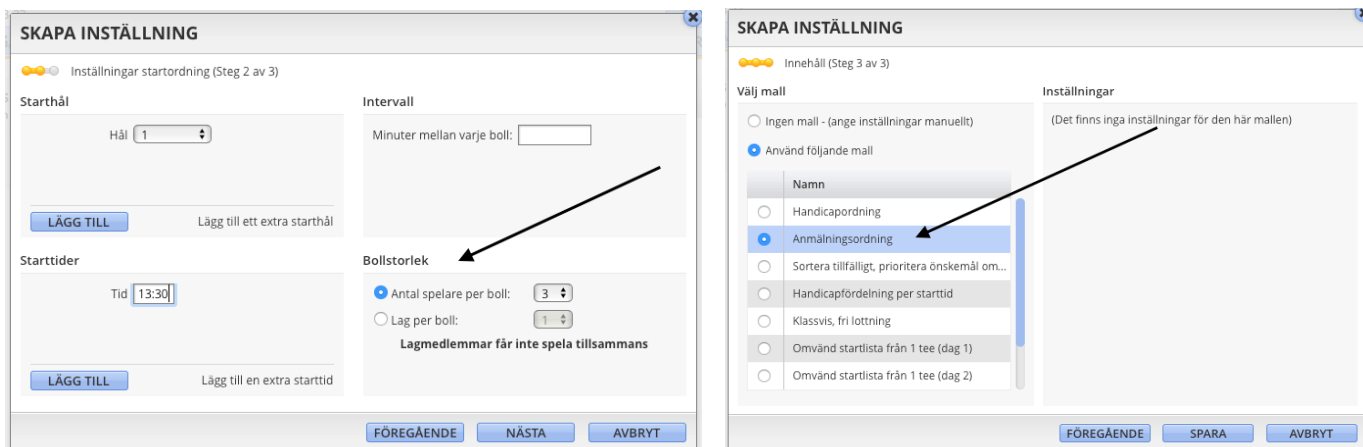 SKAPA INSTÄLLNING
Inställningar startordning (Steg 2 av 3)
Starthål
Hål 1
LÄGG TILL Lägg till ett extra starthål
Intervall
Minuter mellan varje boll:
Starttider
Tid 13:30
LÄGG TILL Lägg till en extra starttid
Bollstorlek
Antal spelare per boll: 3
Lag per boll: 1
Lagmedlemmar får inte spela tillsammans
FÖREGÅENDE NÄSTA AVBRYT
SKAPA INSTÄLLNING
Innehåll (Steg 3 av 3)
Välj mall
Ingen mall - (ange inställningar manuellt)
Använd följande mall
Namn
Handicapordning
Anmälningsordning
Sortera tillfälligt, prioritera önskemål om...
Handicapfördelning per starttid
Klassvis, fri lottning
Omvänd startlista från 1 tee (dag 1)
Omvänd startlista från 1 tee (dag 2)
Inställningar
(Det finns inga inställningar för den här mallen)
FÖREGÅENDE SPARA AVBRYT